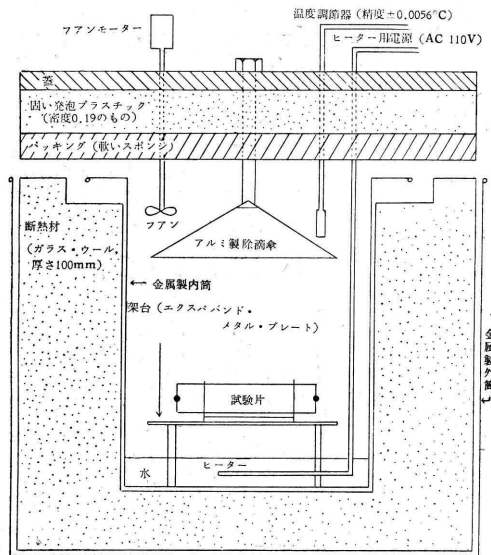 フアンモーター
温度調節器(精度±0.0056°C)
ヒーター用電源(AC 110V)
蓋
固い発泡プラスチック
(密度0.19のもの)
パッキング(軟いスポンジ)
フアン
アルミ製除滴傘
断熱材
(ガラス・ウール,
厚さ100mm)
← 金属製内筒
架台(エクスパバンド・
メタル・プレート)
金属製外筒
試験片
ヒーター
水